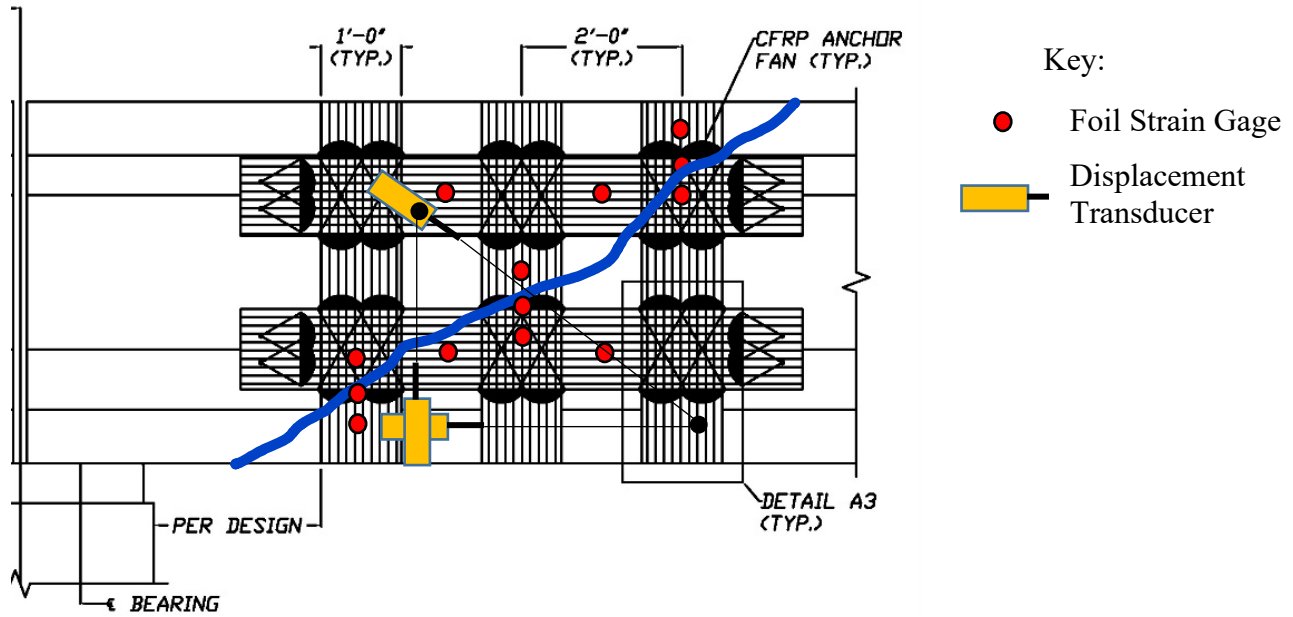 1'-0"
(TYP.)
2'-0"
(TYP.)
CFRP ANCHOR
FAN (TYP.)
Key:
Foil Strain Gage
Displacement
Transducer
DETAIL A3
(TYP.)
PER DESIGN
℄ BEARING